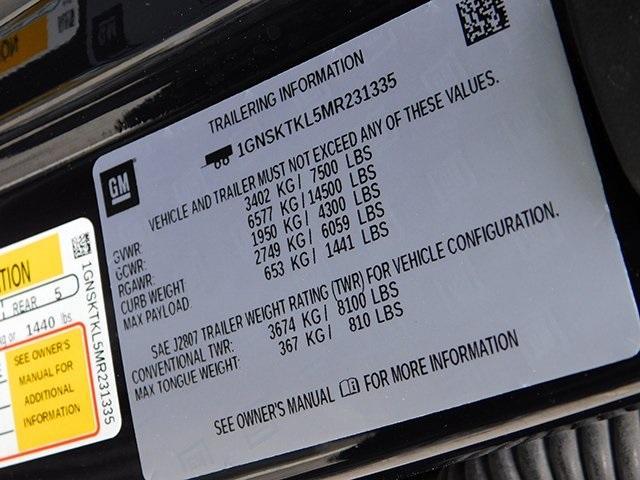 TRAILERING INFORMATION
1GNSKTKL5MR231335
GM
VEHICLE AND TRAILER MUST NOT EXCEED ANY OF THESE VALUES.
GVWR: 3402 KG/ 7500 LBS
GCWR: 6577 KG/ 14500 LBS
RGAWR: 1950 KG/ 4300 LBS
CURB WEIGHT 2749 KG/ 6059 LBS
MAX PAYLOAD 653 KG/ 1441 LBS
SAE J2807 TRAILER WEIGHT RATING (TWR) FOR VEHICLE CONFIGURATION.
CONVENTIONAL TWR: 3674 KG/ 8100 LBS
MAX TONGUE WEIGHT: 367 KG/ 810 LBS
SEE OWNER'S MANUAL FOR MORE INFORMATION
REAR 5
or 1440 lbs
SEE OWNER'S
MANUAL FOR
ADDITIONAL
INFORMATION
1GNSKTKL5MR231335